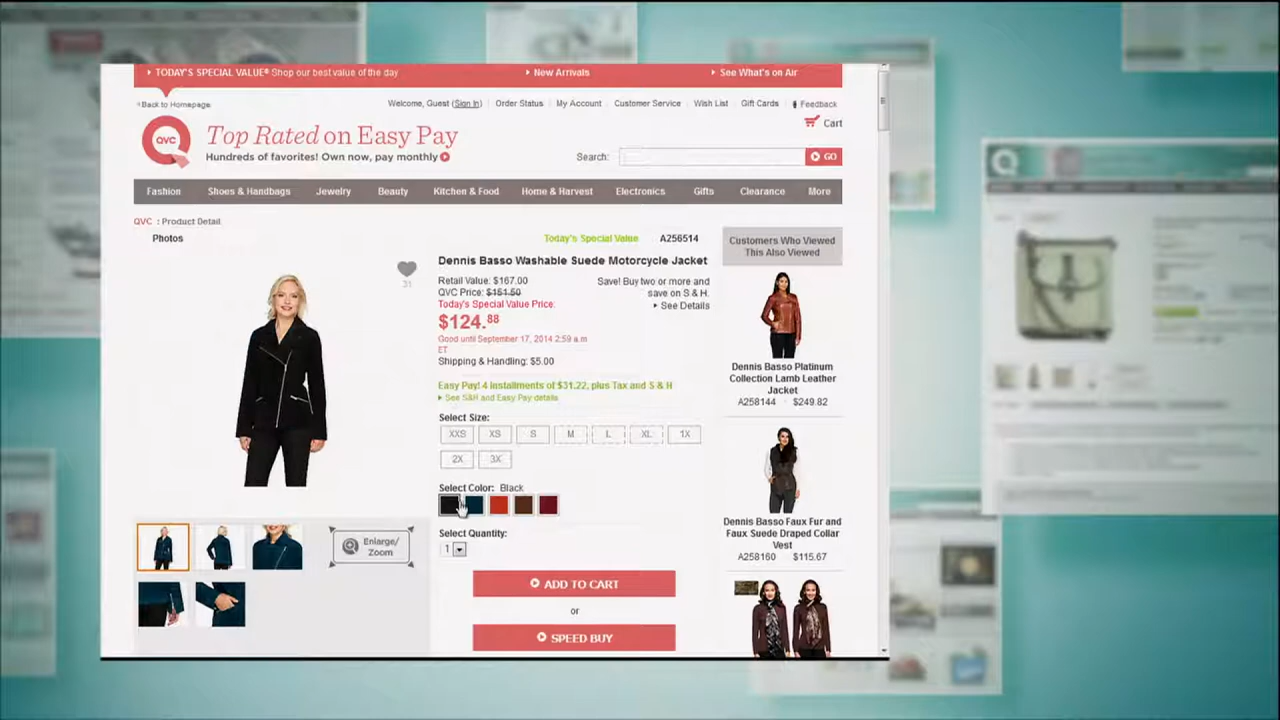 TODAY'S SPECIAL VALUE® Shop our best value of the day
New Arrivals
See What's on Air
Back to Homepage
Welcome, Guest (Sign In)
Order Status
My Account
Customer Service
Wish List
Gift Cards
Feedback
Cart
QVC
Top Rated on Easy Pay
Hundreds of favorites! Own now, pay monthly
Search:
GO
Fashion
Shoes & Handbags
Jewelry
Beauty
Kitchen & Food
Home & Harvest
Electronics
Gifts
Clearance
More
QVC : Product Detail
Photos
31
Today's Special Value
A256514
Dennis Basso Washable Suede Motorcycle Jacket
Retail Value: $167.00
QVC Price: $151.50
Today's Special Value Price:
$124.88
Good until September 17, 2014 2:59 a.m
ET
Shipping & Handling: $5.00
Save! Buy two or more and
save on S & H.
See Details
Easy Pay! 4 Installments of $31.22, plus Tax and S & H
See S&H and Easy Pay details
Select Size:
XXS XS S M L XL 1X
2X 3X
Select Color: Black
Select Quantity:
1
ADD TO CART
or
SPEED BUY
Enlarge/
Zoom
Customers Who Viewed
This Also Viewed
Dennis Basso Platinum
Collection Lamb Leather
Jacket
A258144 $249.82
Dennis Basso Faux Fur and
Faux Suede Draped Collar
Vest
A258160 $115.67